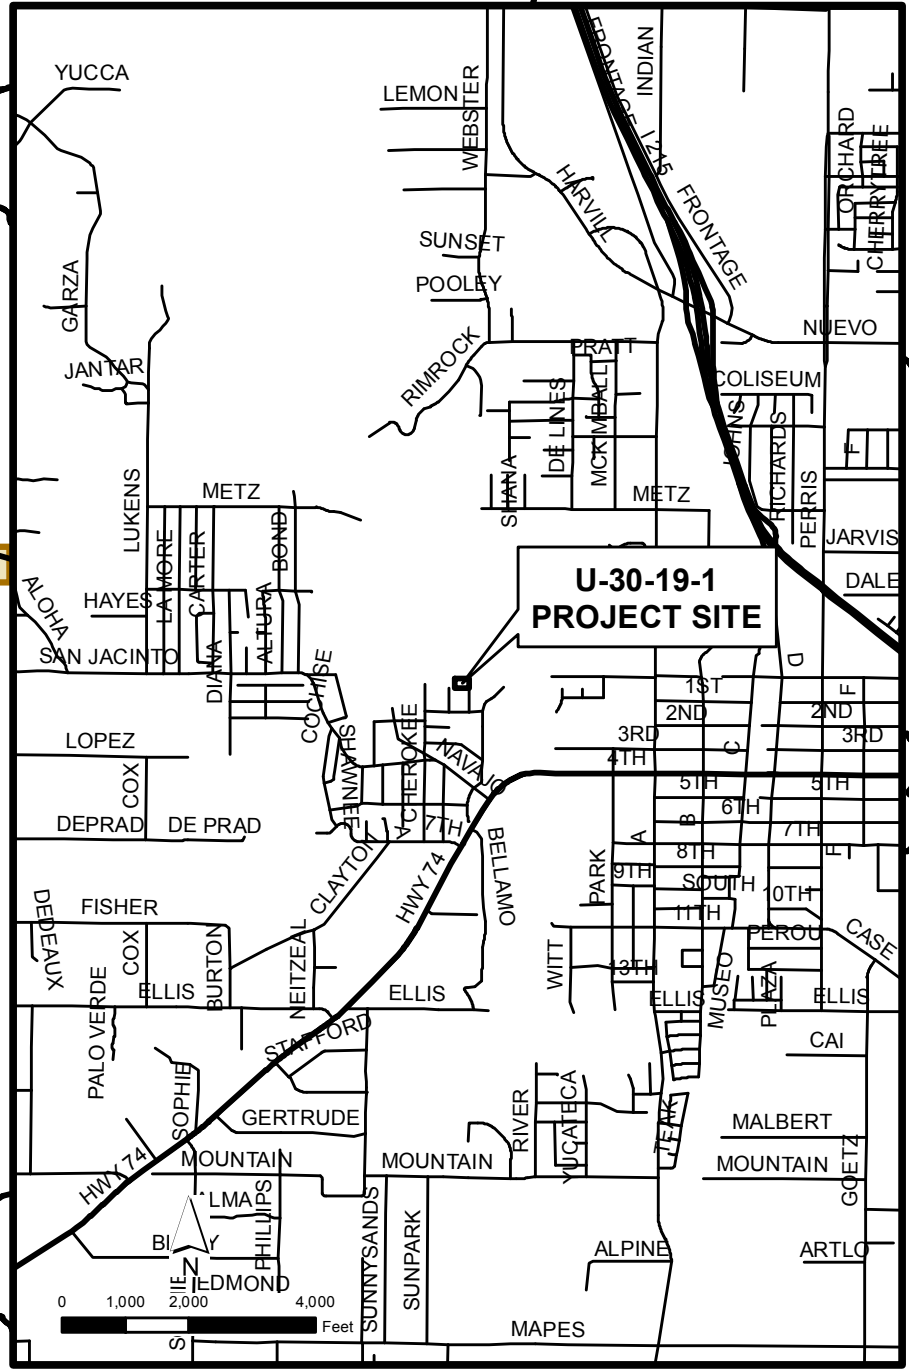 YUCCA
LEMON
WEBSTER
FRONTAGE
INDIAN
I 215
FRONTAGE
ORCHARD
CHERRYTREE
HARVILL
SUNSET
POOLEY
GARZA
NUEVO
JANTAR
RIMROCK
PRATT
COLISEUM
DE LINES
MCKIMBALL
JOHNS
RICHARDS
PERRIS
F
LUKENS
METZ
SHANA
METZ
JARVIS
LA MORE
CARTER
BOND
U-30-19-1
PROJECT SITE
DALE
ALOHA
HAYES
ALTURA
DIANA
SAN JACINTO
COCHISE
D
1ST
F
2ND
2ND
LOPEZ
SHAWNEE
CHEROKEE
NAVAJO
3RD
3RD
C
4TH
COX
5TH
5TH
6TH
DEPRAD
DE PRAD
A
7TH
B
7TH
A
BELLAMO
8TH
F
CLAYTON
HWY 74
PARK
9TH
SOUTH
10TH
DEDEAUX
FISHER
11TH
COX
BURTON
NEITZEAL
WITT
PEROU
CASE
13TH
MUSEO
PLAZA
ELLIS
ELLIS
ELLIS
ELLIS
PALO VERDE
STAFFORD
CAI
SOPHIE
GERTRUDE
RIVER
YUCATECA
TEAK
MALBERT
HWY 74
MOUNTAIN
MOUNTAIN
MOUNTAIN
GOETZ
ALMA
PHILLIPS
SUNNYSANDS
SUNPARK
ALPINE
ARTLO
N
EDMOND
0 1,000 2,000 4,000
Feet
MAPES